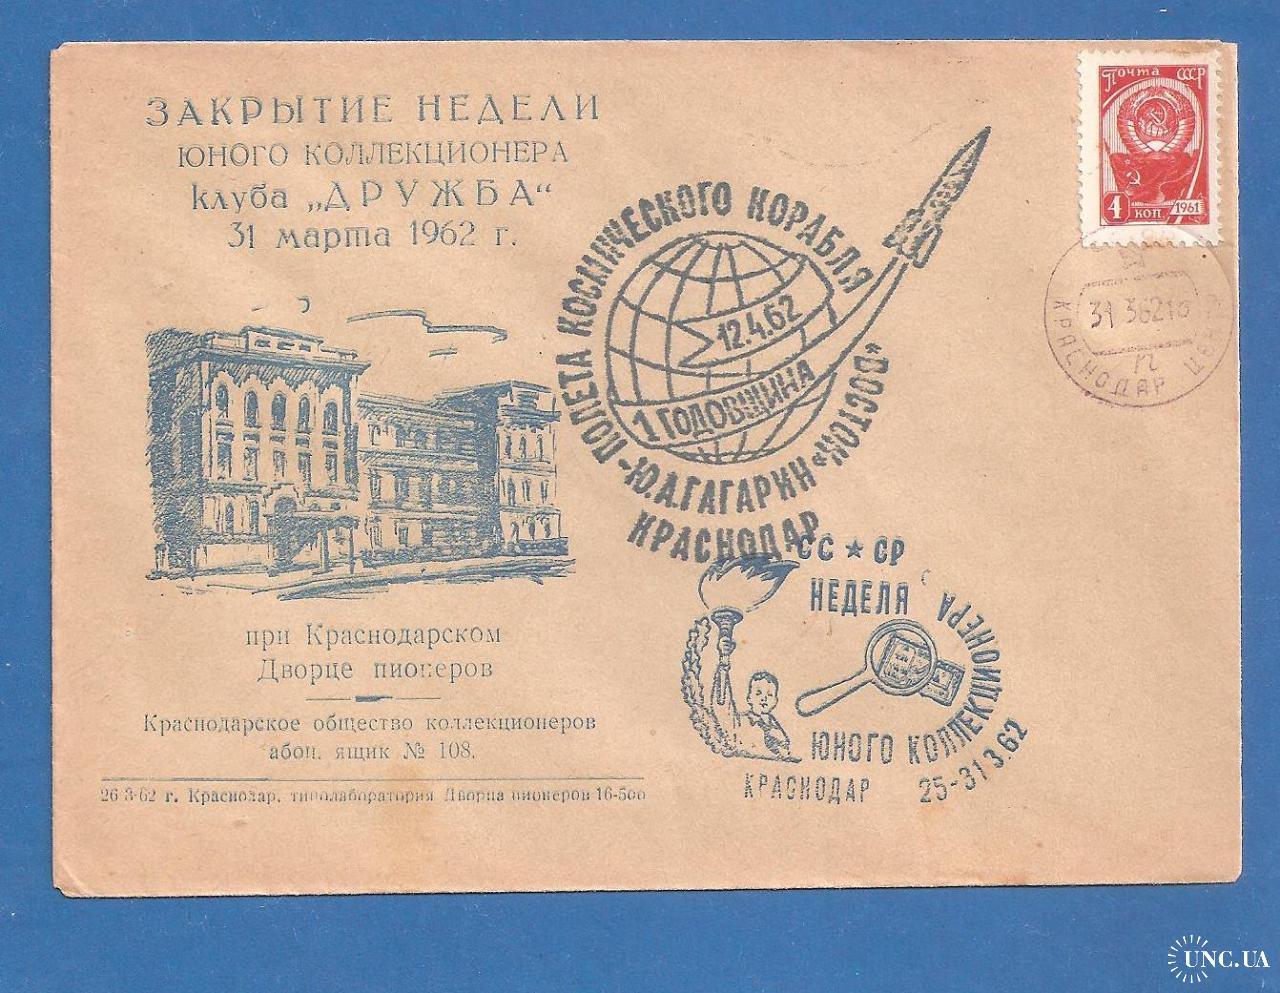 ЗАКРЫТИЕ НЕДЕЛИ
ЮНОГО КОЛЛЕКЦИОНЕРА
клуба „ДРУЖБА“
31 марта 1962 г.
при Краснодарском
Дворце пионеров
Краснодарское общество коллекционеров
абон. ящик № 108.
26-3-62 г. Краснодар, типолаборатория Дворца пионеров 16-500
ПОЛЕТА КОСМИЧЕСКОГО КОРАБЛЯ
«ВОСТОК»
12.4.62
1 ГОДОВЩИНА
-Ю.А.ГАГАРИН
КРАСНОДАР
СС ★ СР
НЕДЕЛЯ
ЮНОГО КОЛЛЕКЦИОНЕРА
КРАСНОДАР 25-31 3.62
Почта СССР
4 КОП 1961
31 3 62 18
КРАСНОДАР
UNC.UA